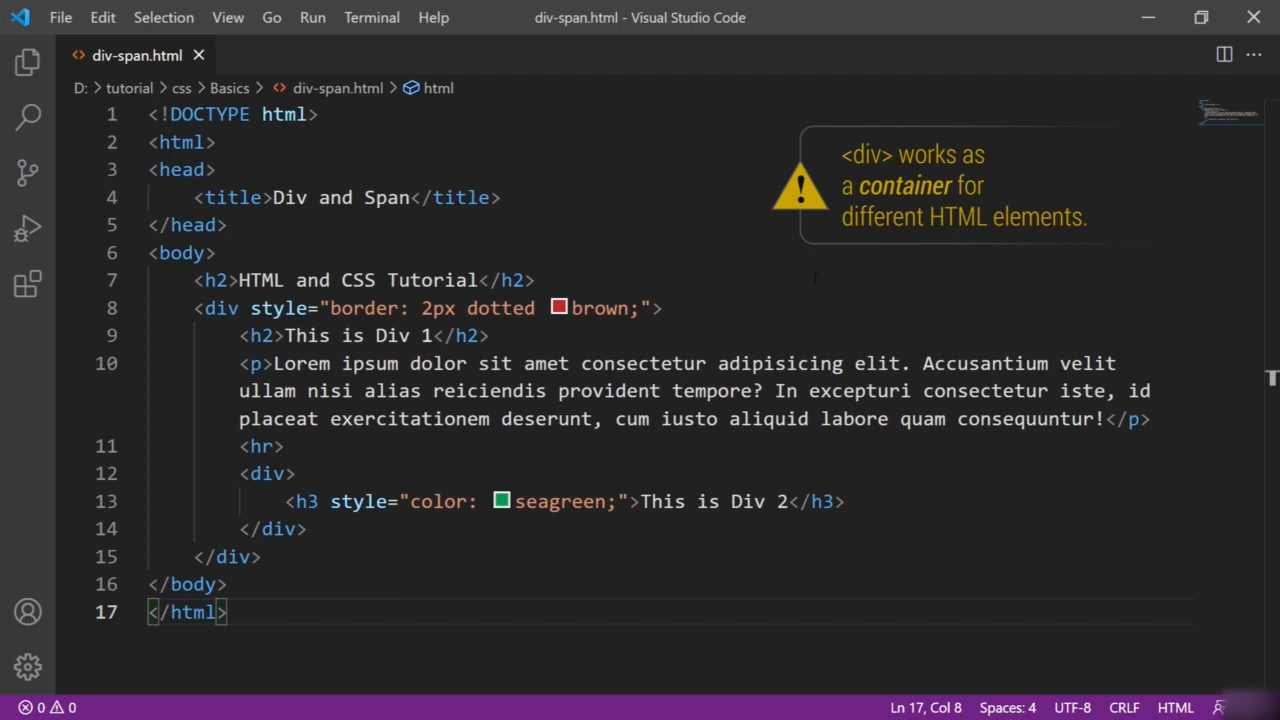 File Edit Selection View Go Run Terminal Help div-span.html - Visual Studio Code
div-span.html
D: > tutorial > css > Basics > div-span.html > html
1 <!DOCTYPE html>
2 <html>
3 <head>
4 <title>Div and Span</title>
5 </head>
6 <body>
7 <h2>HTML and CSS Tutorial</h2>
8 <div style="border: 2px dotted brown;">
9 <h2>This is Div 1</h2>
10 <p>Lorem ipsum dolor sit amet consectetur adipisicing elit. Accusantium velit
ullam nisi alias reiciendis provident tempore? In excepturi consectetur iste, id
placeat exercitationem deserunt, cum iusto aliquid labore quam consequuntur!</p>
11 <hr>
12 <div>
13 <h3 style="color: seagreen;">This is Div 2</h3>
14 </div>
15 </div>
16 </body>
17 </html>
<div> works as
a container for
different HTML elements.
T
0 0 Ln 17, Col 8 Spaces: 4 UTF-8 CRLF HTML